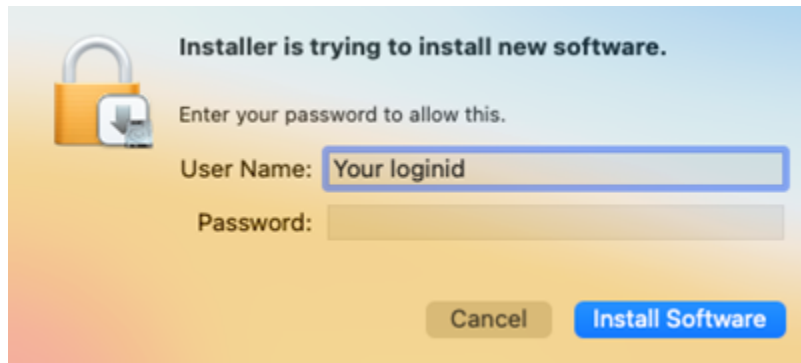 Installer is trying to install new software.
Enter your password to allow this.
User Name: Your loginid
Password:
Cancel Install Software